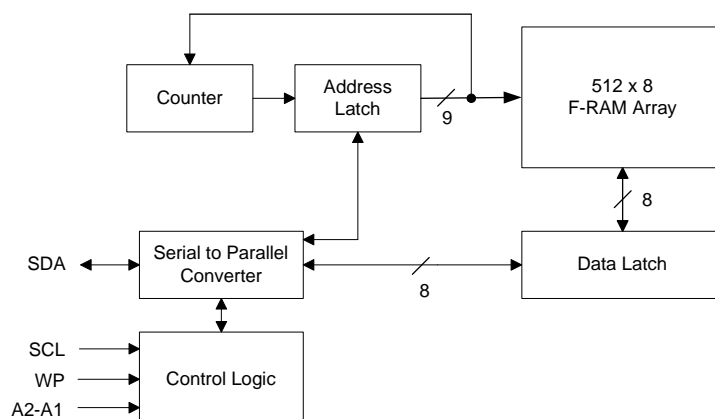 512 x 8
F-RAM Array
Counter
Address
Latch
9
8
SDA
Serial to Parallel
Converter
8
Data Latch
SCL
WP
A2-A1
Control Logic